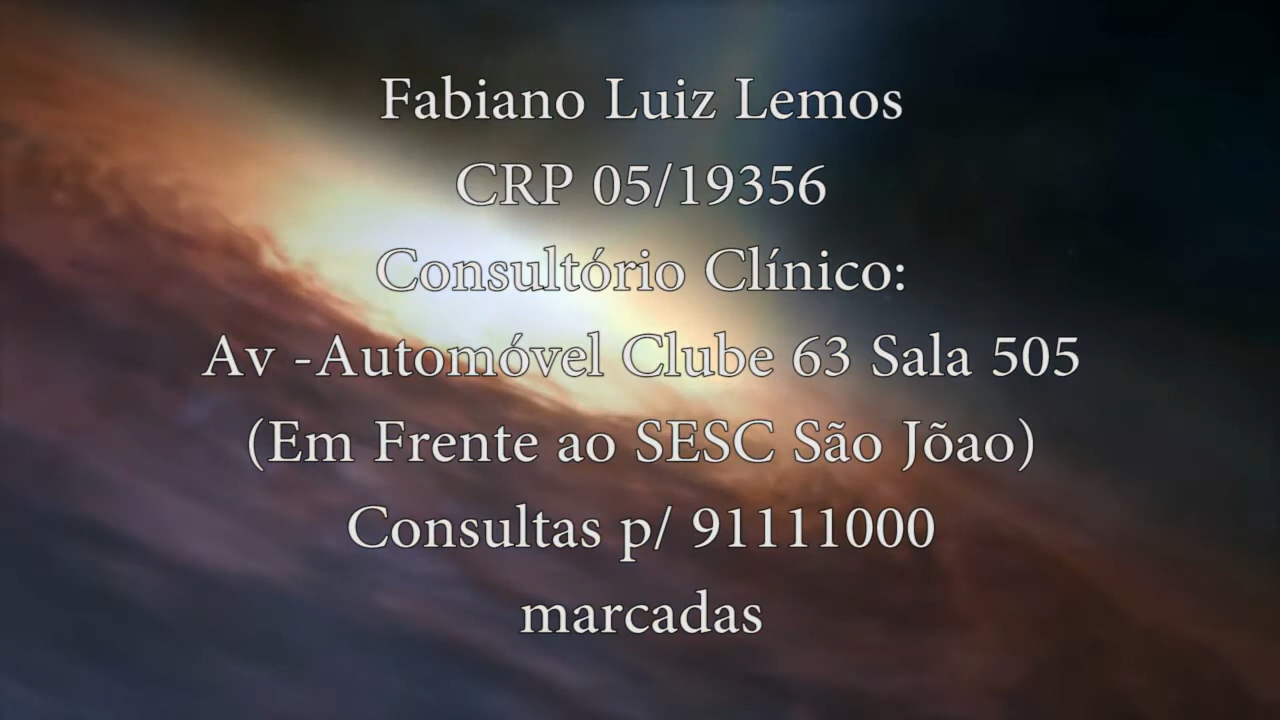 Fabiano Luiz Lemos
CRP 05/19356
Consultório Clínico:
Av -Automóvel Clube 63 Sala 505
(Em Frente ao SESC São Jõao)
Consultas p/ 91111000
marcadas